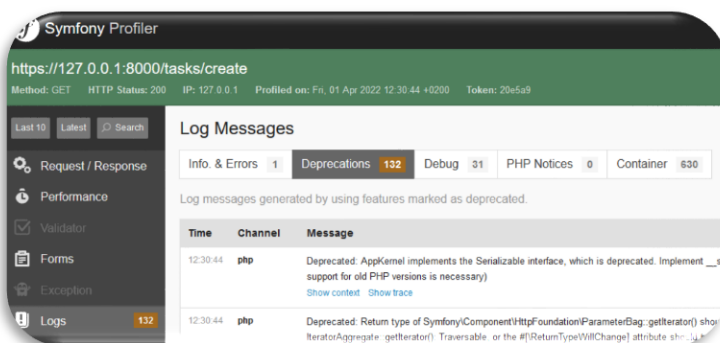 Symfony Profiler
https://127.0.0.1:8000/tasks/create
Method: GET HTTP Status: 200 IP: 127.0.0.1 Profiled on: Fri, 01 Apr 2022 12:30:44 +0200 Token: 20e5a9
Last 10 Latest Search Log Messages
Request / Response Info. & Errors 1 Deprecations 132 Debug 31 PHP Notices 0 Container 630
Performance Log messages generated by using features marked as deprecated.
Validator Time Channel Message
Forms 12:30:44 php Deprecated: AppKernel implements the Serializable interface, which is deprecated. Implement
support for old PHP versions is necessary)
Exception Show context Show trace
Logs 132 12:30:44 php Deprecated: Return type of Symfony\Component\HttpFoundation\ParameterBag::getIterator()
IteratorAggregate::getIterator(): Traversable, or the #[\ReturnTypeWillChange] attribute